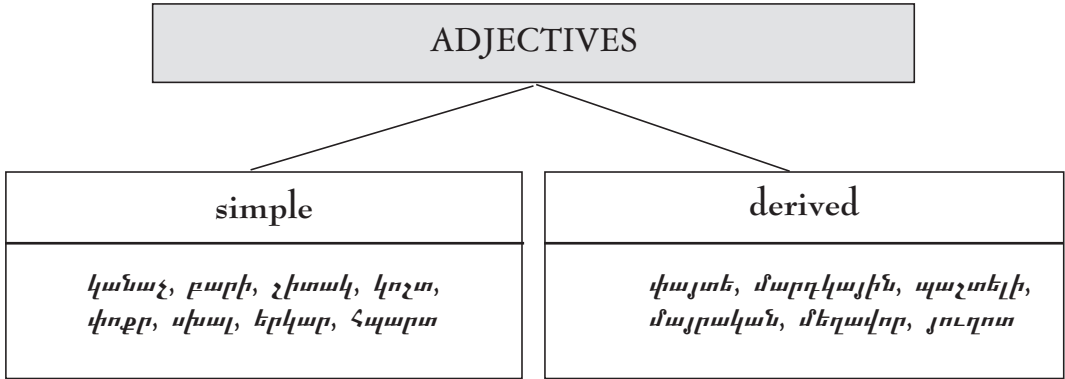 ADJECTIVES
simple
կանաչ, բարի, շիտակ, կոշտ,
փոքր, սխալ, երկար, հպարտ
derived
փայտե, մարդկային, պաշտելի,
մայրական, մեղավոր, յուղոտ